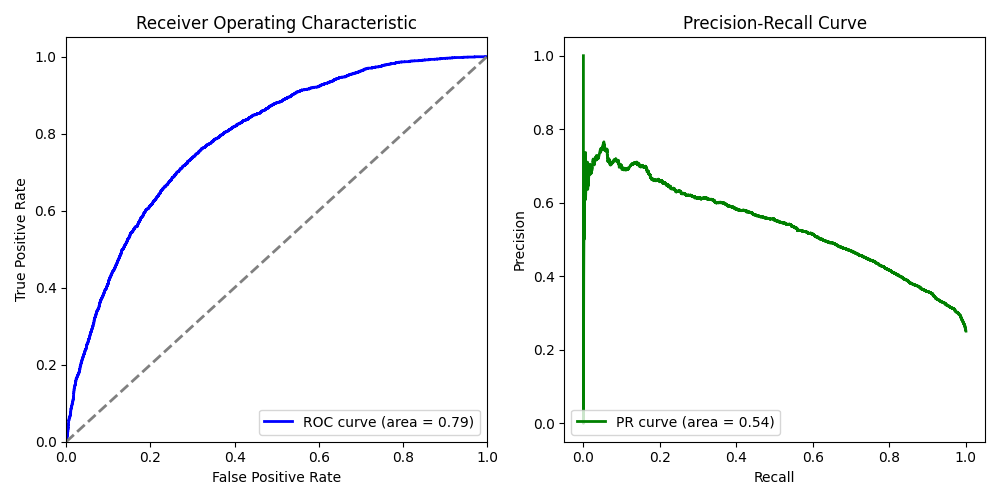 Receiver Operating Characteristic
1.0
0.8
0.6
0.4
0.2
0.0
True Positive Rate
0.0 0.2 0.4 0.6 0.8 1.0
False Positive Rate
ROC curve (area = 0.79)
Precision-Recall Curve
1.0
0.8
0.6
0.4
0.2
0.0
Precision
0.0 0.2 0.4 0.6 0.8 1.0
Recall
PR curve (area = 0.54)